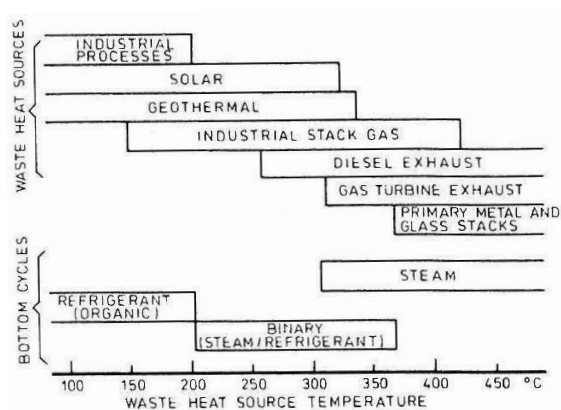 WASTE HEAT SOURCES
INDUSTRIAL
PROCESSES
SOLAR
GEOTHERMAL
INDUSTRIAL STACK GAS
DIESEL EXHAUST
GAS TURBINE EXHAUST
PRIMARY METAL AND
GLASS STACKS
BOTTOM CYCLES
STEAM
REFRIGERANT
(ORGANIC)
BINARY
(STEAM/REFRIGERANT)
100 150 200 250 300 350 400 450 °C
WASTE HEAT SOURCE TEMPERATURE